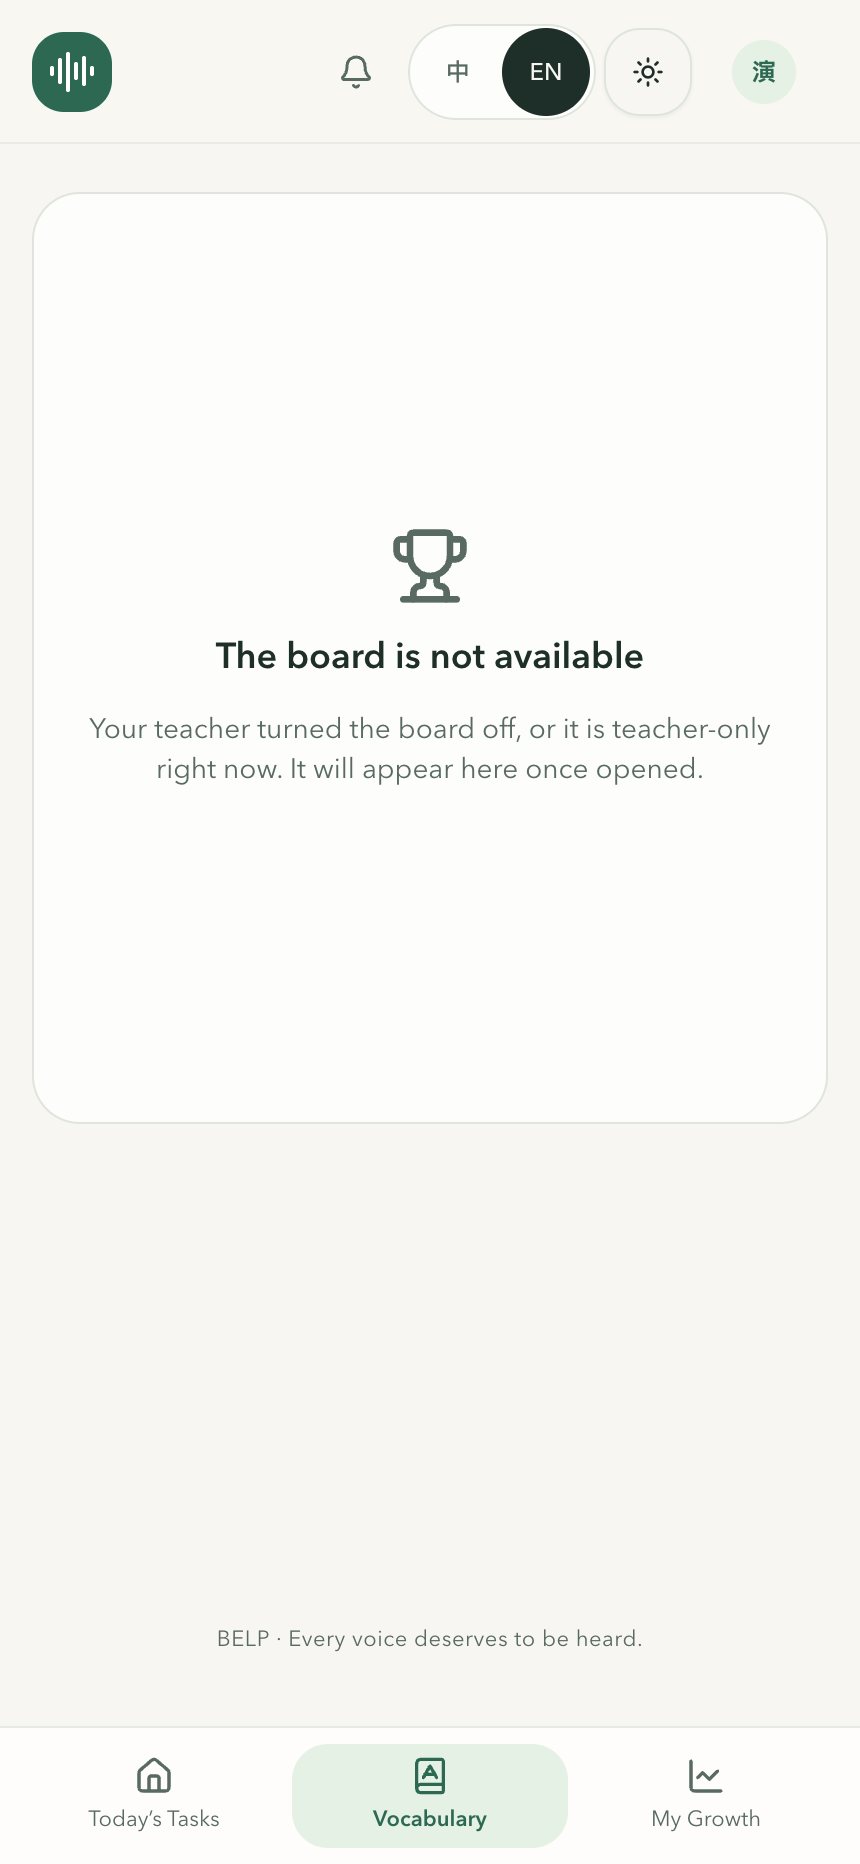 中
EN
演
The board is not available
Your teacher turned the board off, or it is teacher-only
right now. It will appear here once opened.
BELP · Every voice deserves to be heard.
Today’s Tasks
Vocabulary
My Growth